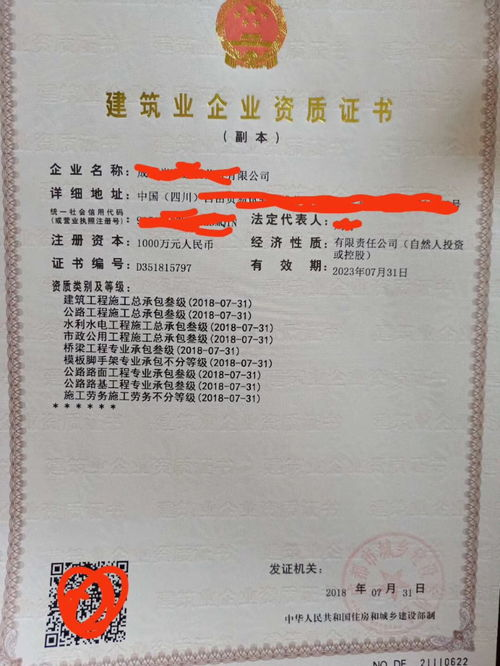 建筑业企业资质证书
(副本)
企业名称: 有限公司
详细地址: 中国(四川)
统一社会信用代码
(或营业执照注册号):
法定代表人:
注册资本: 1000万元人民币
经济性质: 有限责任公司(自然人投资
或控股)
证书编号: D351815797
有效期: 2023年07月31日
资质类别及等级:
建筑工程施工总承包叁级(2018-07-31)
公路工程施工总承包叁级(2018-07-31)
水利水电工程施工总承包叁级(2018-07-31)
市政公用工程施工总承包叁级(2018-07-31)
桥梁工程专业承包叁级(2018-07-31)
模板脚手架专业承包不分等级(2018-07-31)
公路路面工程专业承包叁级(2018-07-31)
公路路基工程专业承包叁级(2018-07-31)
施工劳务施工劳务不分等级(2018-07-31)
******
发证机关:
2018 年 07 月 31 日
中华人民共和国住房和城乡建设部制
NO.DF 21110622